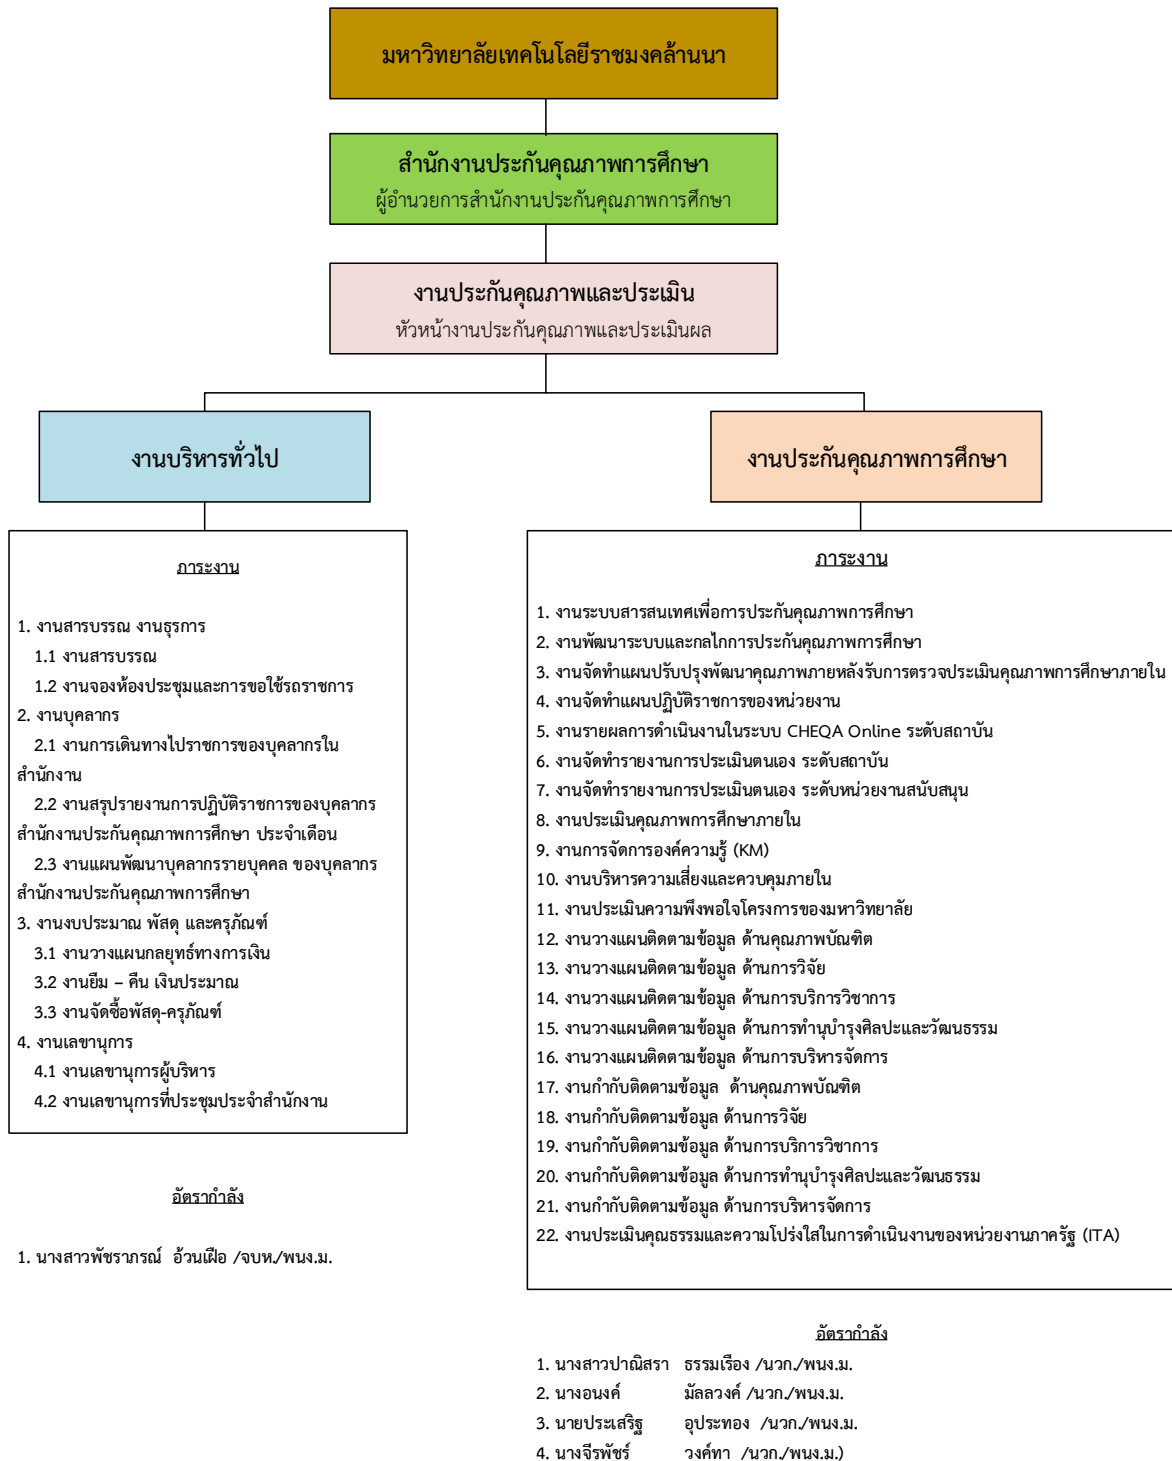 มหาวิทยาลัยเทคโนโลยีราชมงคล้านนา
สำนักงานประกันคุณภาพการศึกษา
ผู้อำนวยการสำนักงานประกันคุณภาพการศึกษา
งานประกันคุณภาพและประเมิน
หัวหน้างานประกันคุณภาพและประเมินผล
งานบริหารทั่วไป
ภาระงาน
1. งานสารบรรณ งานธุรการ
1.1 งานสารบรรณ
1.2 งานจองห้องประชุมและการขอใช้รถราชการ
2. งานบุคลากร
2.1 งานการเดินทางไปราชการของบุคลากรใน
สำนักงาน
2.2 งานสรุปรายงานการปฏิบัติราชการของบุคลากร
สำนักงานประกันคุณภาพการศึกษา ประจำเดือน
2.3 งานแผนพัฒนาบุคลากรรายบุคคล ของบุคลากร
สำนักงานประกันคุณภาพการศึกษา
3. งานงบประมาณ พัสดุ และครุภัณฑ์
3.1 งานวางแผนกลยุทธ์ทางการเงิน
3.2 งานยืม – คืน เงินประมาณ
3.3 งานจัดซื้อพัสดุ-ครุภัณฑ์
4. งานเลขานุการ
4.1 งานเลขานุการผู้บริหาร
4.2 งานเลขานุการที่ประชุมประจำสำนักงาน
อัตรากำลัง
1. นางสาวพัชราภรณ์ อ้วนเฝือ /จบห./พนง.ม.
งานประกันคุณภาพการศึกษา
ภาระงาน
1. งานระบบสารสนเทศเพื่อการประกันคุณภาพการศึกษา
2. งานพัฒนาระบบและกลไกการประกันคุณภาพการศึกษา
3. งานจัดทำแผนปรับปรุงพัฒนาคุณภาพภายหลังรับการตรวจประเมินคุณภาพการศึกษาภายใน
4. งานจัดทำแผนปฏิบัติราชการของหน่วยงาน
5. งานรายผลการดำเนินงานในระบบ CHEQA Online ระดับสถาบัน
6. งานจัดทำรายงานการประเมินตนเอง ระดับสถาบัน
7. งานจัดทำรายงานการประเมินตนเอง ระดับหน่วยงานสนับสนุน
8. งานประเมินคุณภาพการศึกษาภายใน
9. งานการจัดการองค์ความรู้ (KM)
10. งานบริหารความเสี่ยงและควบคุมภายใน
11. งานประเมินความพึงพอใจโครงการของมหาวิทยาลัย
12. งานวางแผนติดตามข้อมูล ด้านคุณภาพบัณฑิต
13. งานวางแผนติดตามข้อมูล ด้านการวิจัย
14. งานวางแผนติดตามข้อมูล ด้านการบริการวิชาการ
15. งานวางแผนติดตามข้อมูล ด้านการทำนุบำรุงศิลปะและวัฒนธรรม
16. งานวางแผนติดตามข้อมูล ด้านการบริหารจัดการ
17. งานกำกับติดตามข้อมูล ด้านคุณภาพบัณฑิต
18. งานกำกับติดตามข้อมูล ด้านการวิจัย
19. งานกำกับติดตามข้อมูล ด้านการบริการวิชาการ
20. งานกำกับติดตามข้อมูล ด้านการทำนุบำรุงศิลปะและวัฒนธรรม
21. งานกำกับติดตามข้อมูล ด้านการบริหารจัดการ
22. งานประเมินคุณธรรมและความโปร่งใสในการดำเนินงานของหน่วยงานภาครัฐ (ITA)
อัตรากำลัง
1. นางสาวปาณิสรา ธรรมเรือง /นวก./พนง.ม.
2. นางอนงค์ มัลลวงค์ /นวก./พนง.ม.
3. นายประเสริฐ อุประทอง /นวก./พนง.ม.
4. นางจีรพัชร์ วงค์ทา /นวก./พนง.ม.)